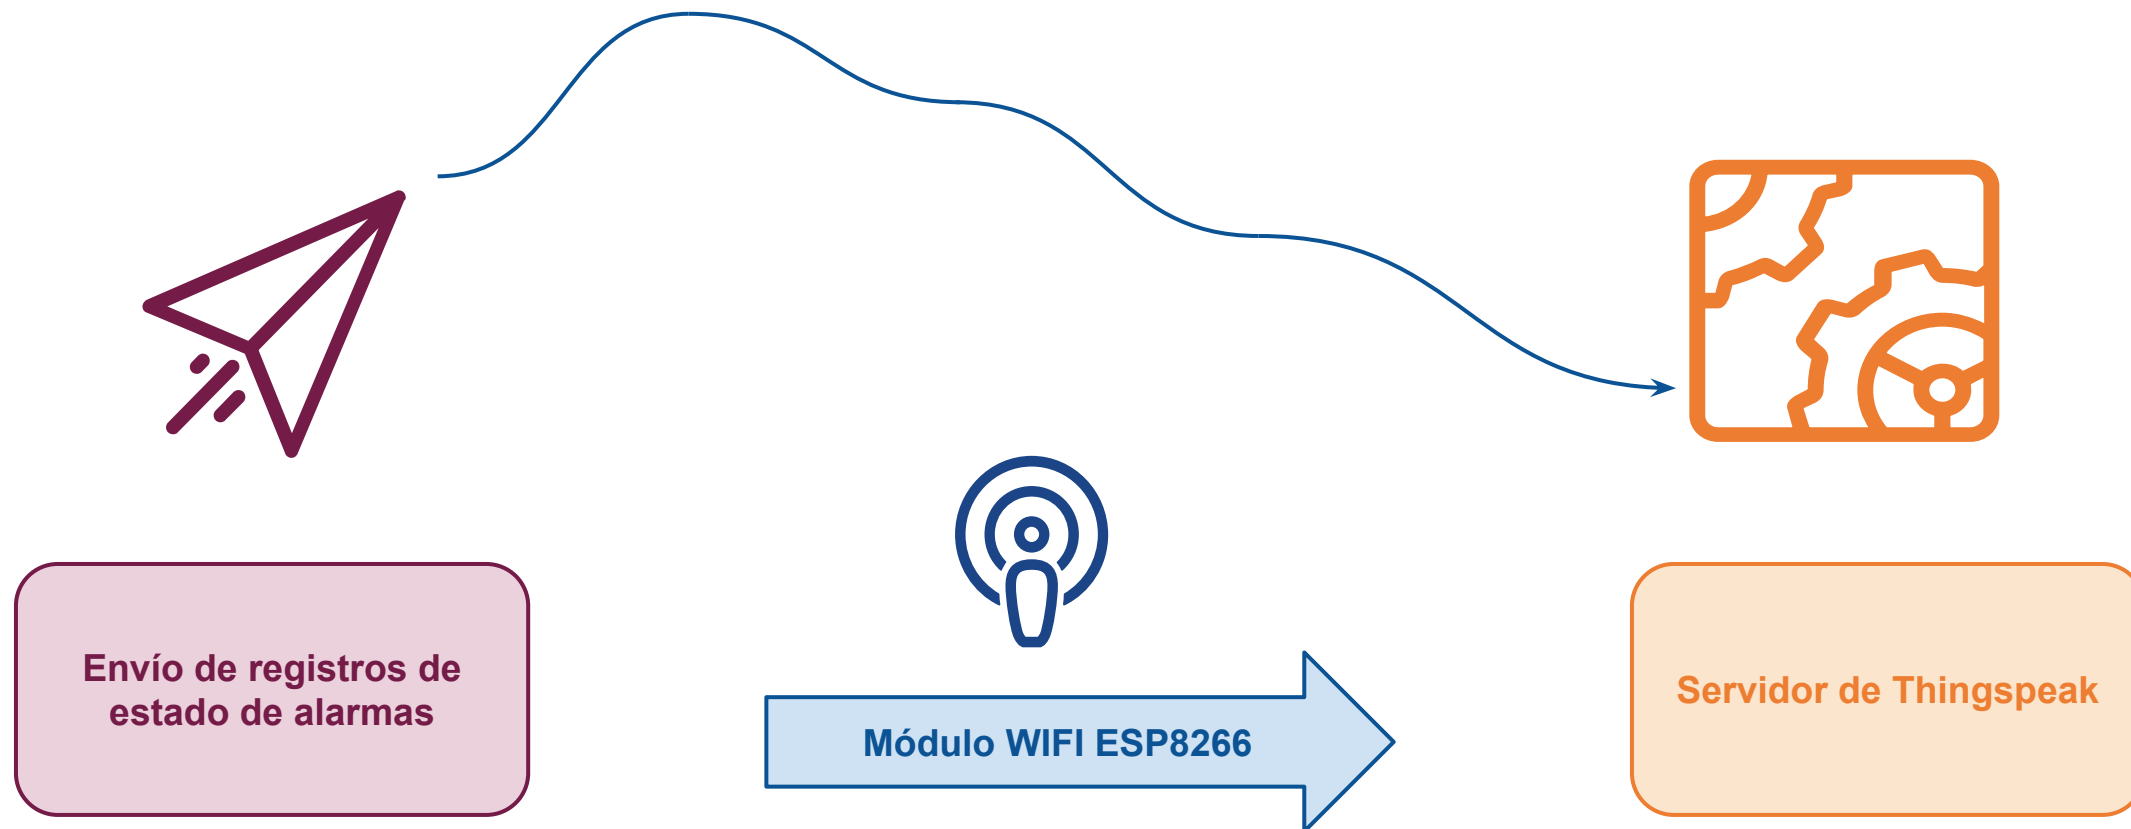 Envío de registros de
estado de alarmas
Módulo WIFI ESP8266
Servidor de Thingspeak